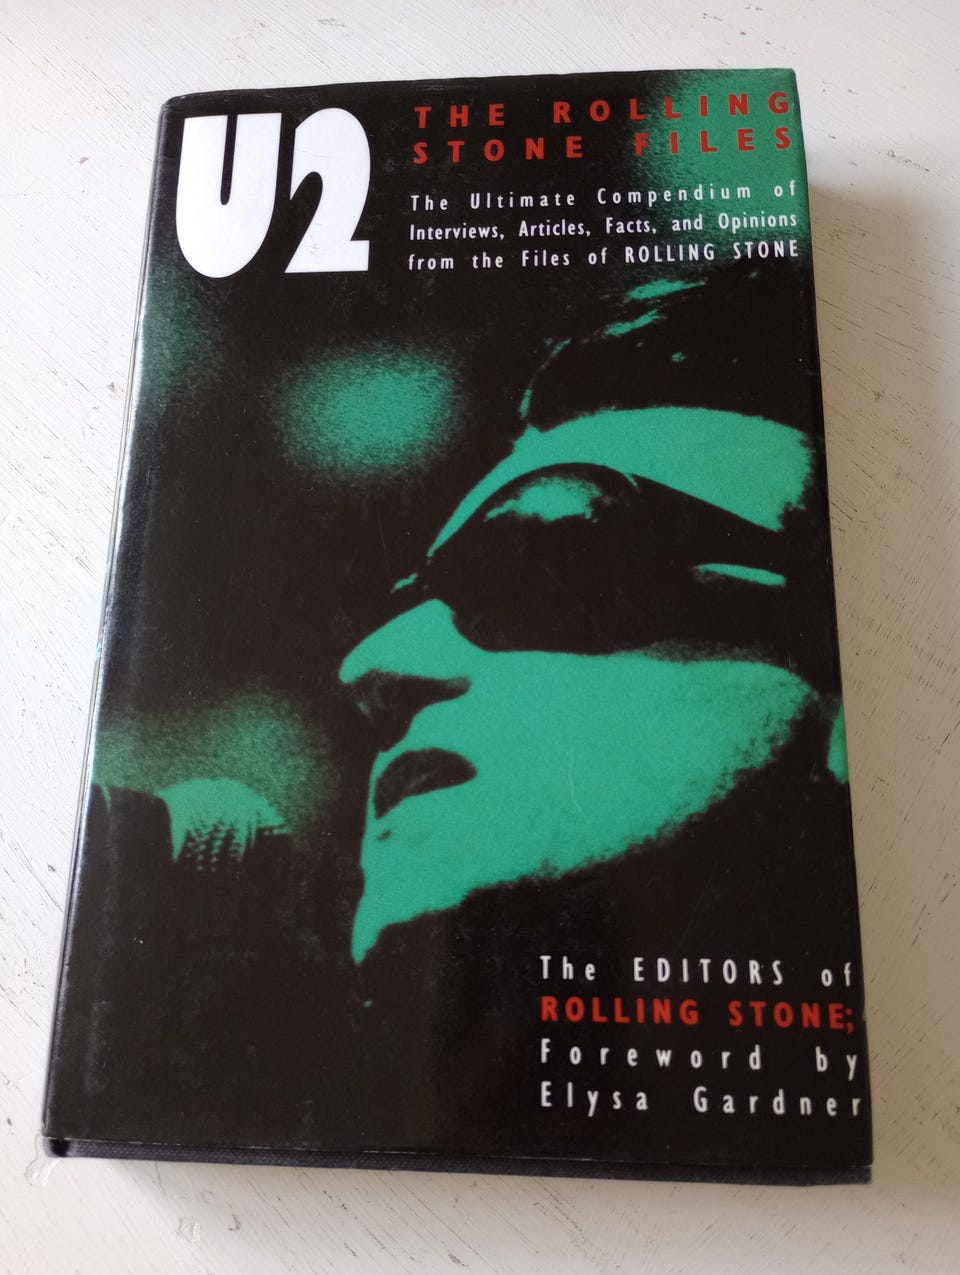 U2
THE ROLLING
STONE FILES
The Ultimate Compendium of
Interviews, Articles, Facts, and Opinions
from the Files of ROLLING STONE
The EDITORS of
ROLLING STONE;
Foreword by
Elysa Gardner